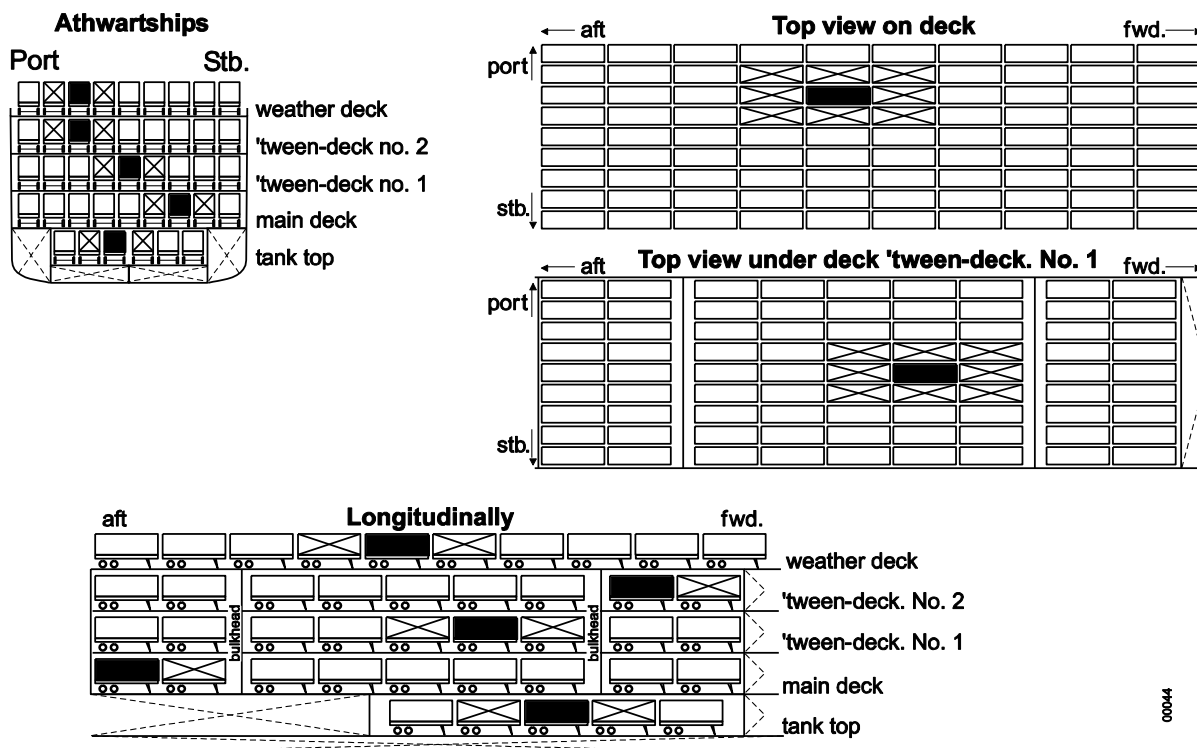 Athwartships
Port Stb.
weather deck
'tween-deck no. 2
'tween-deck no. 1
main deck
tank top
aft Top view on deck fwd.
port
stb.
aft Top view under deck 'tween-deck. No. 1 fwd.
port
stb.
aft Longitudinally fwd.
weather deck
'tween-deck. No. 2
'tween-deck. No. 1
main deck
tank top
bulkhead
bulkhead
00044